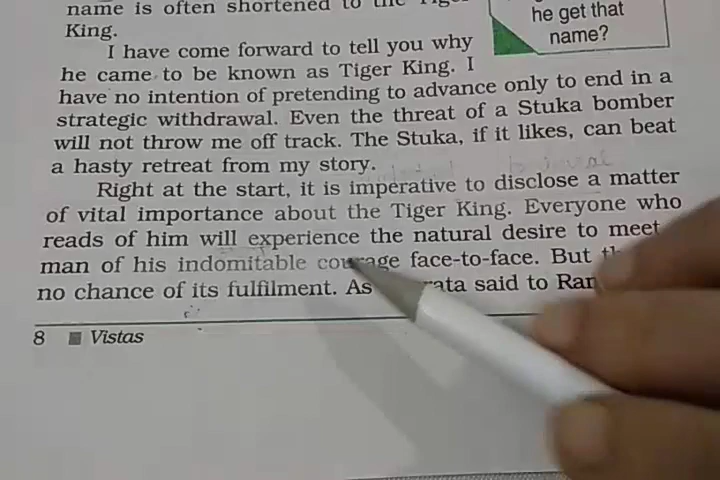 name is often shortened to the Tiger
King.
he get that
name?
I have come forward to tell you why
he came to be known as Tiger King. I
have no intention of pretending to advance only to end in a
strategic withdrawal. Even the threat of a Stuka bomber
will not throw me off track. The Stuka, if it likes, can beat
a hasty retreat from my story.
Right at the start, it is imperative to disclose a matter
of vital importance about the Tiger King. Everyone who
reads of him will experience the natural desire to meet
man of his indomitable courage face-to-face. But
no chance of its fulfilment. As said to
8 ■ Vistas